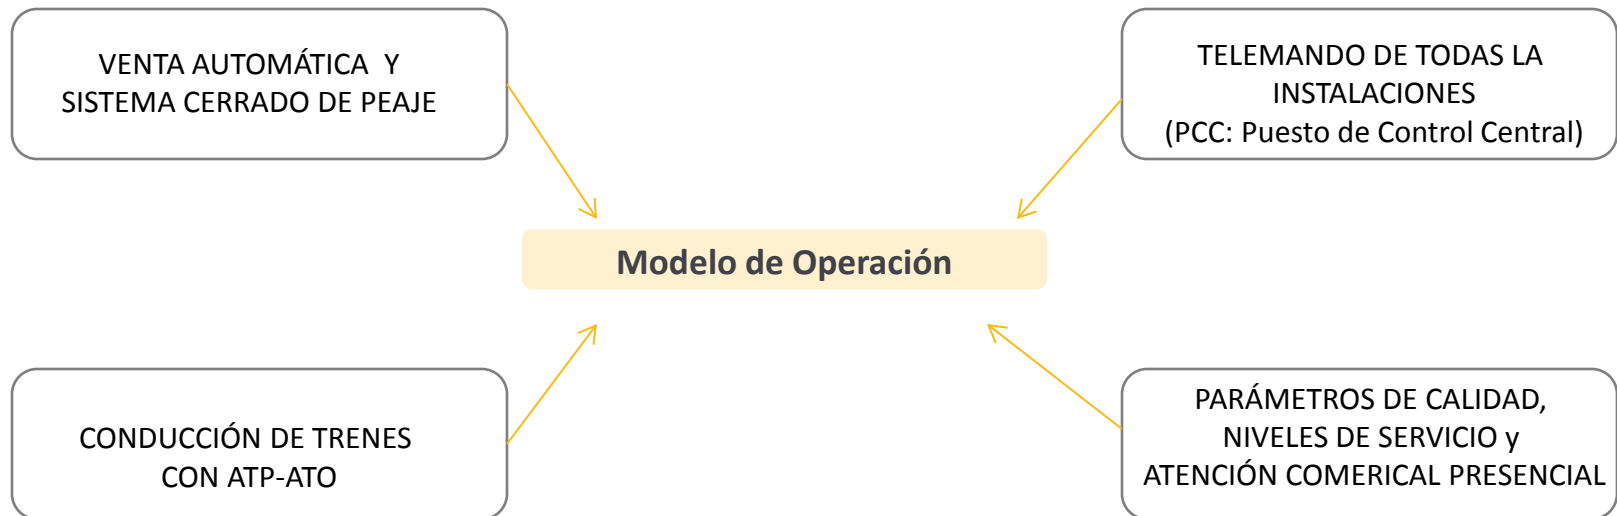 VENTA AUTOMÁTICA Y
SISTEMA CERRADO DE PEAJE
TELEMANDO DE TODAS LA
INSTALACIONES
(PCC: Puesto de Control Central)
Modelo de Operación
CONDUCCIÓN DE TRENES
CON ATP-ATO
PARÁMETROS DE CALIDAD,
NIVELES DE SERVICIO y
ATENCIÓN COMERICAL PRESENCIAL